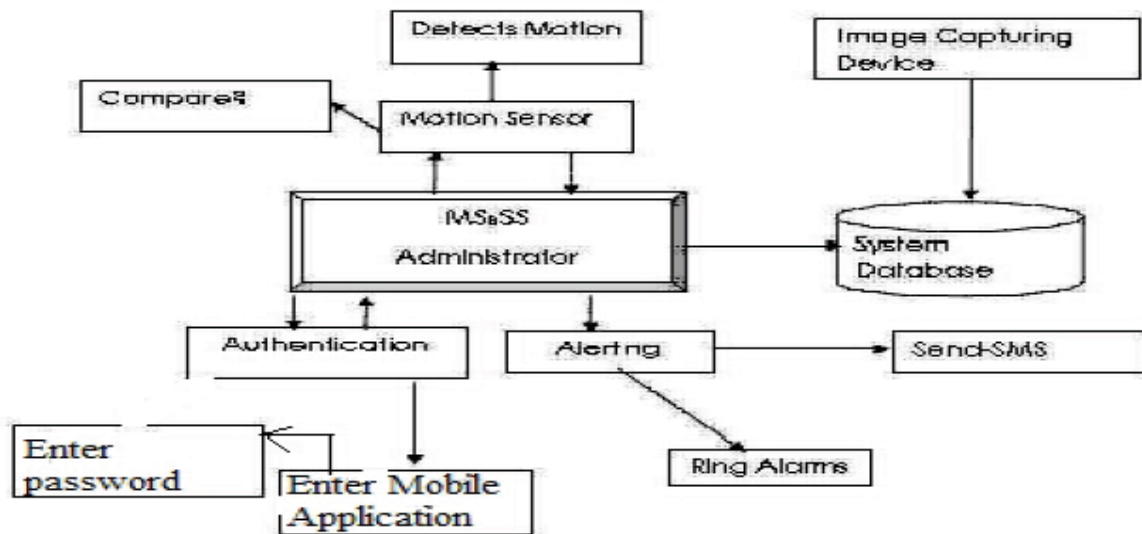 Detects Motion
Image Capturing
Device
Compares
Motion Sensor
MSBSS
Administrator
System
Database
Authentication
Alerting
Send-SMS
Enter
password
Enter Mobile
Application
Ring Alarms